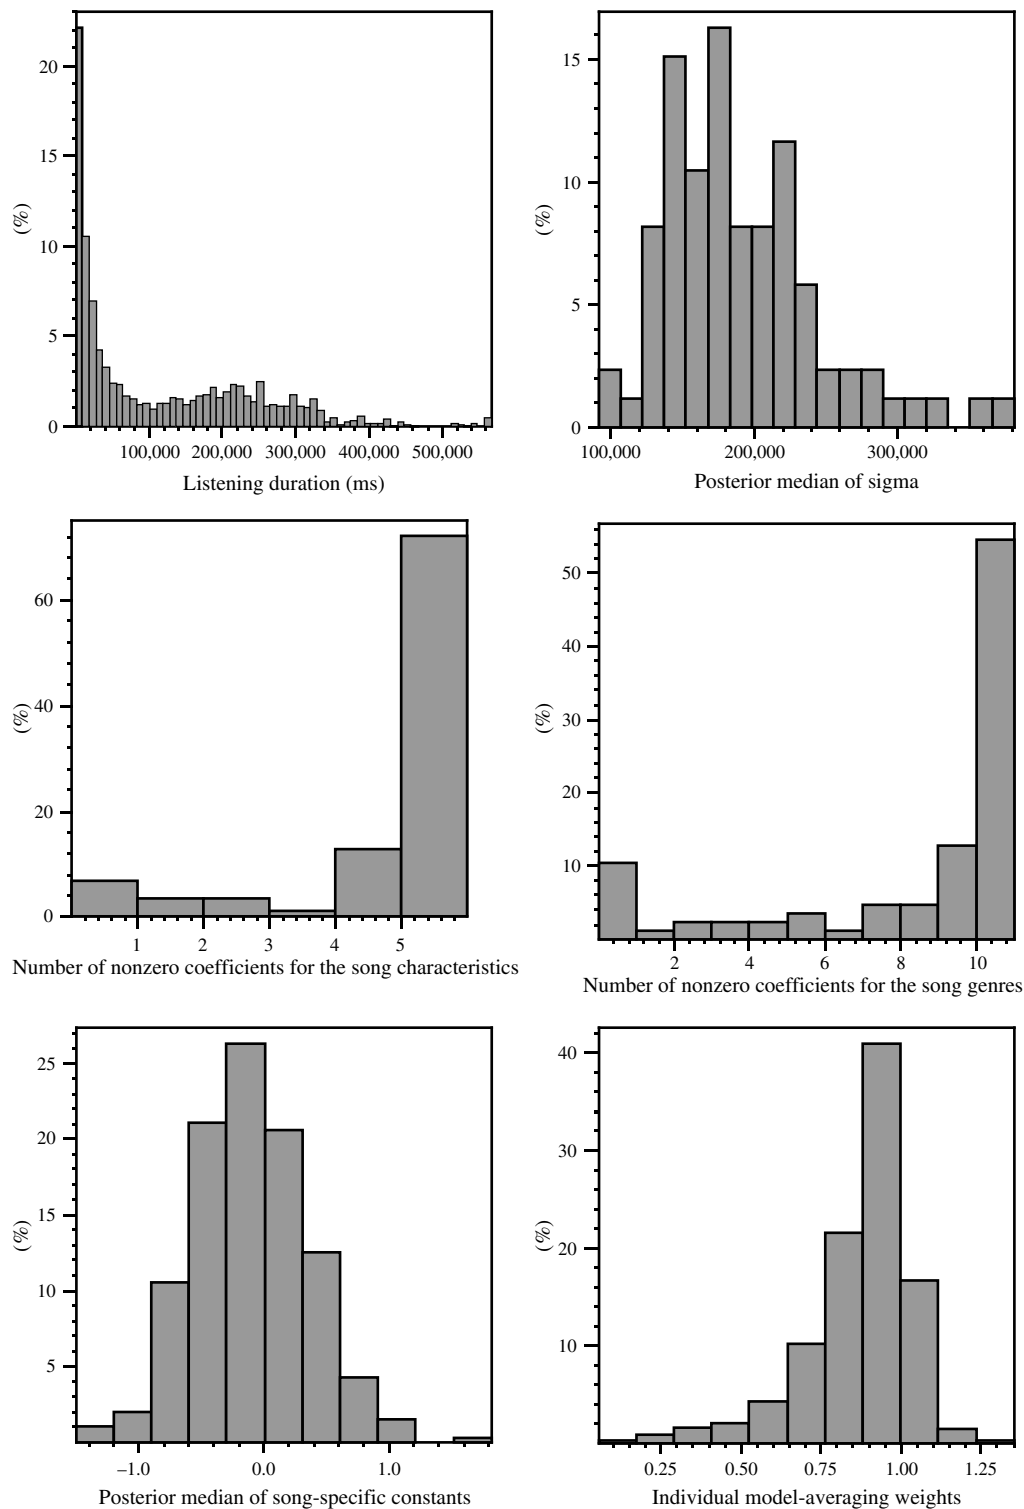 20
15
10
5
0
(%)
100,000 200,000 300,000 400,000 500,000
Listening duration (ms)
15
10
5
0
(%)
100,000 200,000 300,000
Posterior median of sigma
60
40
20
0
(%)
1 2 3 4 5
Number of nonzero coefficients for the song characteristics
50
40
30
20
10
(%)
2 4 6 8 10
Number of nonzero coefficients for the song genres
25
20
15
10
5
(%)
–1.0 0.0 1.0
Posterior median of song-specific constants
40
30
20
10
(%)
0.25 0.50 0.75 1.00 1.25
Individual model-averaging weights